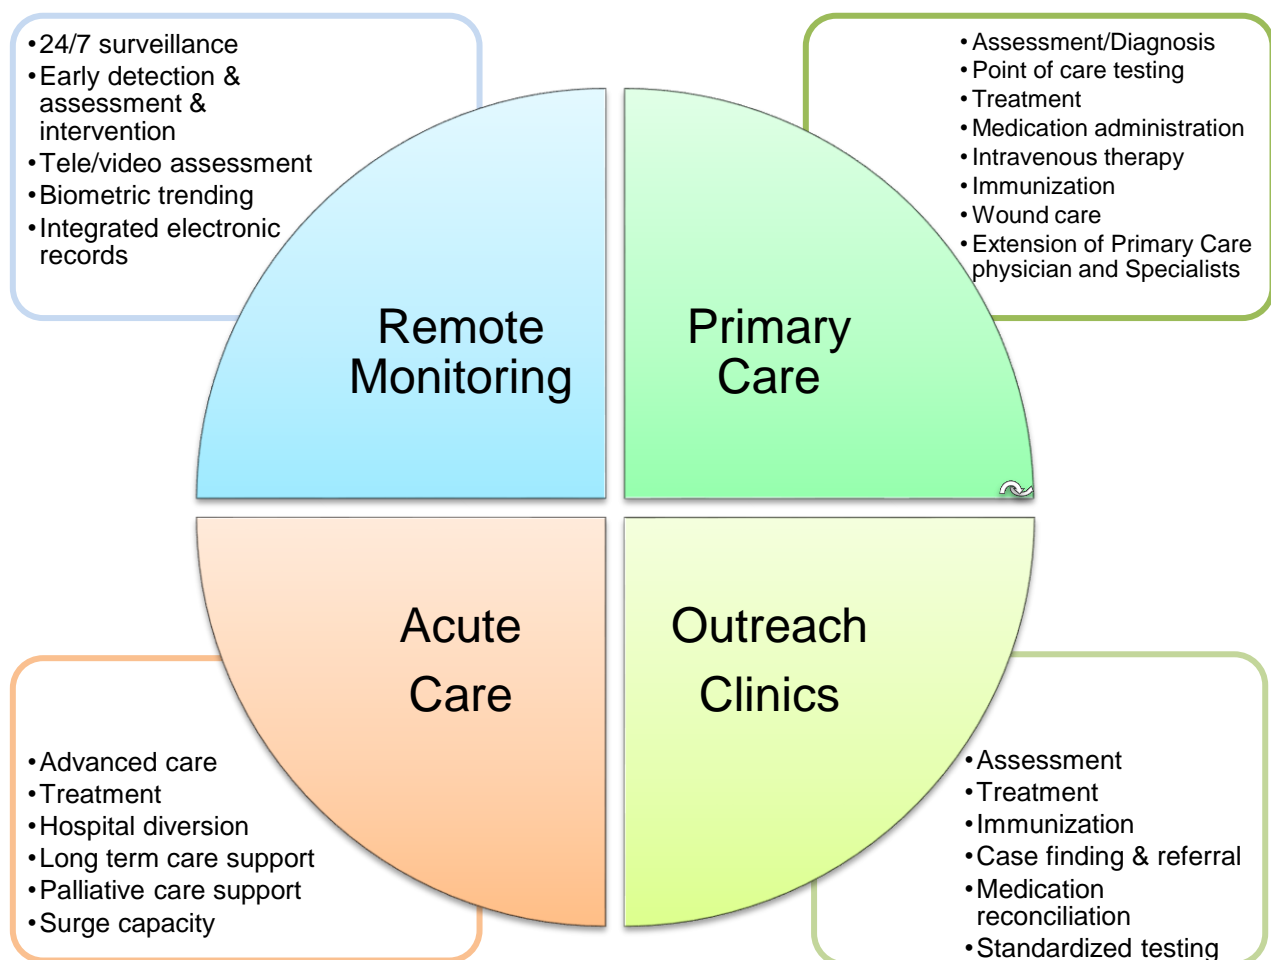 •24/7 surveillance
•Early detection &
assessment &
intervention
•Tele/video assessment
•Biometric trending
•Integrated electronic
records
•Assessment/Diagnosis
•Point of care testing
•Treatment
•Medication administration
•Intravenous therapy
•Immunization
•Wound care
•Extension of Primary Care
physician and Specialists
Remote
Monitoring
Primary
Care
Acute
Care
Outreach
Clinics
•Advanced care
•Treatment
•Hospital diversion
•Long term care support
•Palliative care support
•Surge capacity
•Assessment
•Treatment
•Immunization
•Case finding & referral
•Medication
reconciliation
•Standardized testing